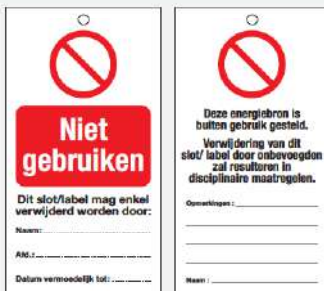 Niet
gebruiken
Dit slot/label mag enkel
verwijderd worden door:
Naam:
Afd.:
Datum vermoedelijk tot:
Deze energiebron is
buiten gebruik gesteld.
Verwijdering van dit
slot/ label door onbevoegden
zal resulteren in
disciplinaire maatregelen.
Opmerkingen :
Naam :